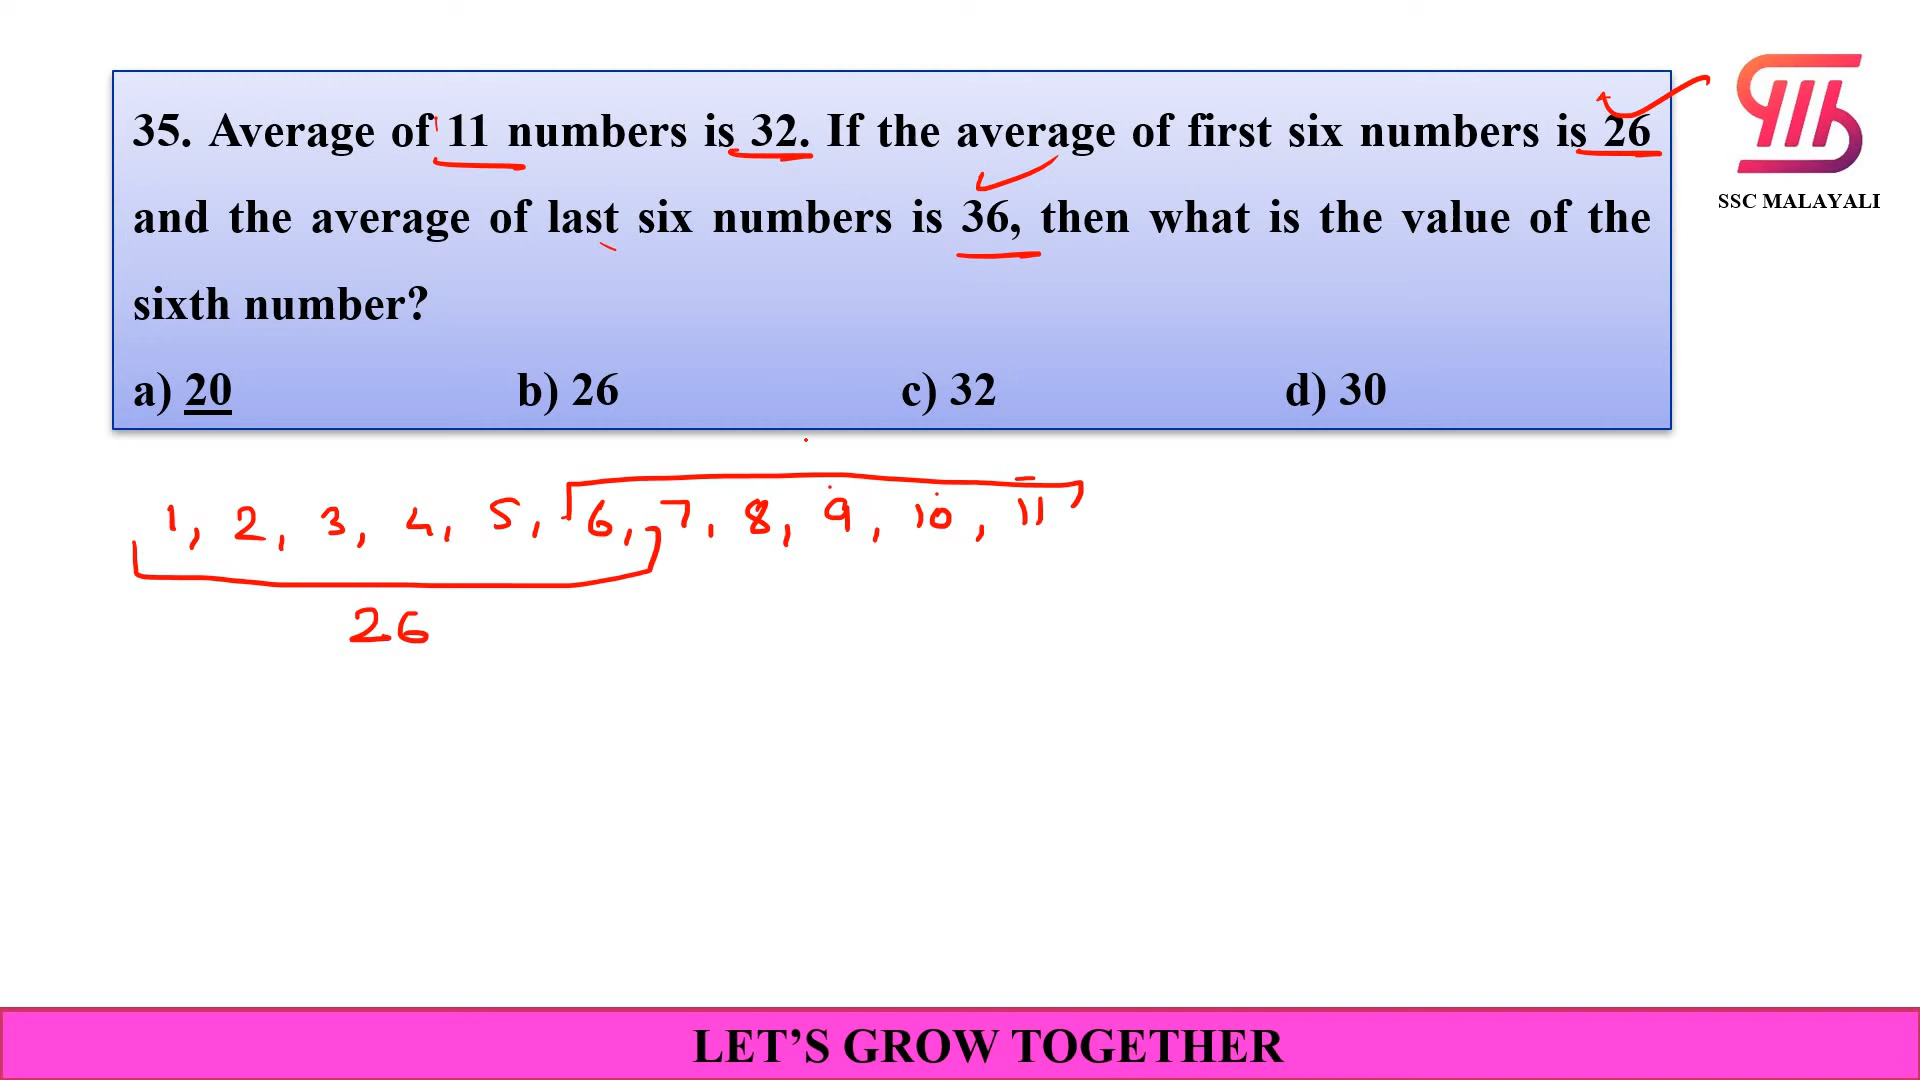 35. Average of 11 numbers is 32. If the average of first six numbers is 26
and the average of last six numbers is 36, then what is the value of the
sixth number?
a) 20 b) 26 c) 32 d) 30
SSC MALAYALI
1, 2, 3, 4, 5, 6, 7, 8, 9, 10, 11
26
LET’S GROW TOGETHER